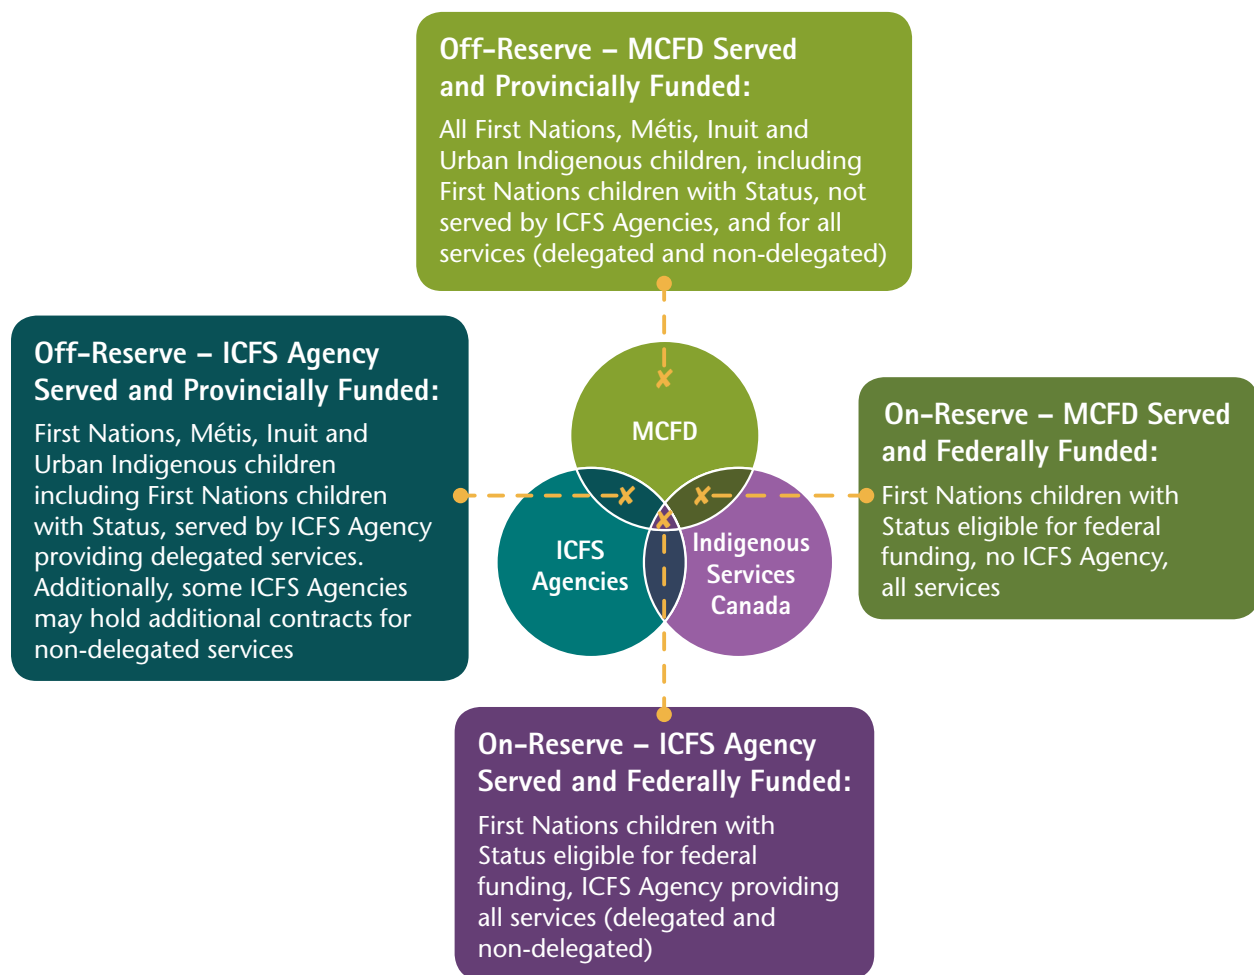 Off-Reserve – MCFD Served
and Provincially Funded:
All First Nations, Métis, Inuit and
Urban Indigenous children, including
First Nations children with Status, not
served by ICFS Agencies, and for all
services (delegated and non-delegated)
Off-Reserve – ICFS Agency
Served and Provincially Funded:
First Nations, Métis, Inuit and
Urban Indigenous children
including First Nations children
with Status, served by ICFS Agency
providing delegated services.
Additionally, some ICFS Agencies
may hold additional contracts for
non-delegated services
MCFD
ICFS
Agencies
Indigenous
Services
Canada
On-Reserve – MCFD Served
and Federally Funded:
First Nations children with
Status eligible for federal
funding, no ICFS Agency,
all services
On-Reserve – ICFS Agency
Served and Federally Funded:
First Nations children with
Status eligible for federal
funding, ICFS Agency providing
all services (delegated and
non-delegated)